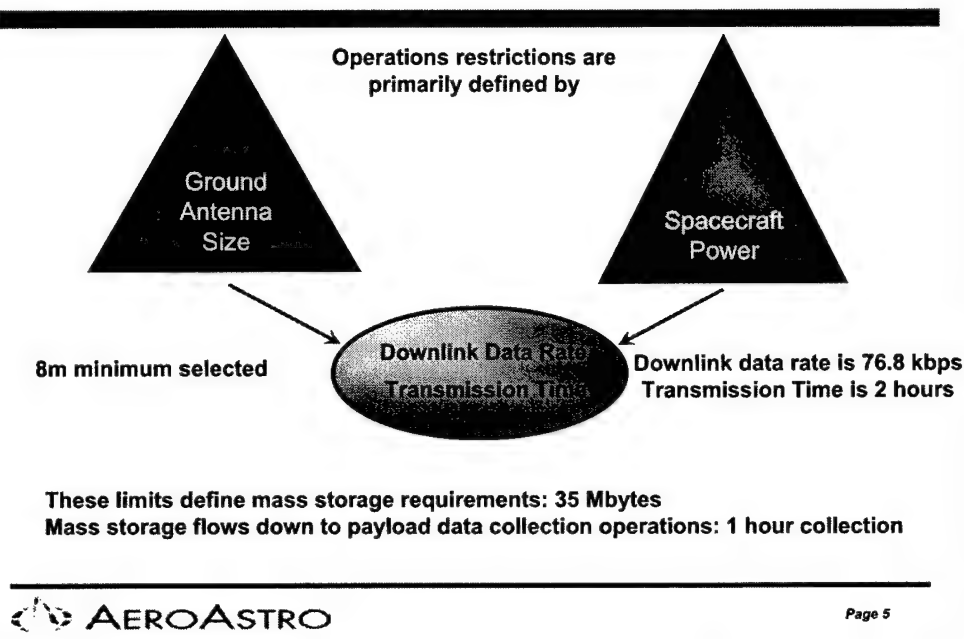 Operations restrictions are
primarily defined by
Ground
Antenna
Size
Spacecraft
Power
8m minimum selected
Downlink Data Rate
Transmission Time
Downlink data rate is 76.8 kbps
Transmission Time is 2 hours
These limits define mass storage requirements: 35 Mbytes
Mass storage flows down to payload data collection operations: 1 hour collection
AEROASTRO
Page 5